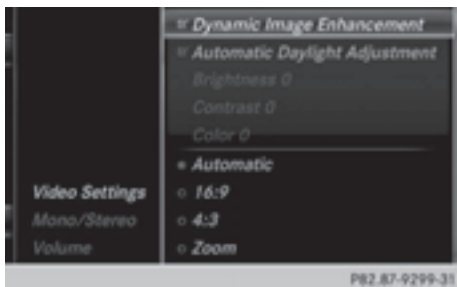 Dynamic Image Enhancement
Automatic Daylight Adjustment
Brightness 0
Contrast 0
Color 0
Automatic
Video Settings
16:9
Mono/Stereo
4:3
Volume
Zoom
P82.87-9299-31